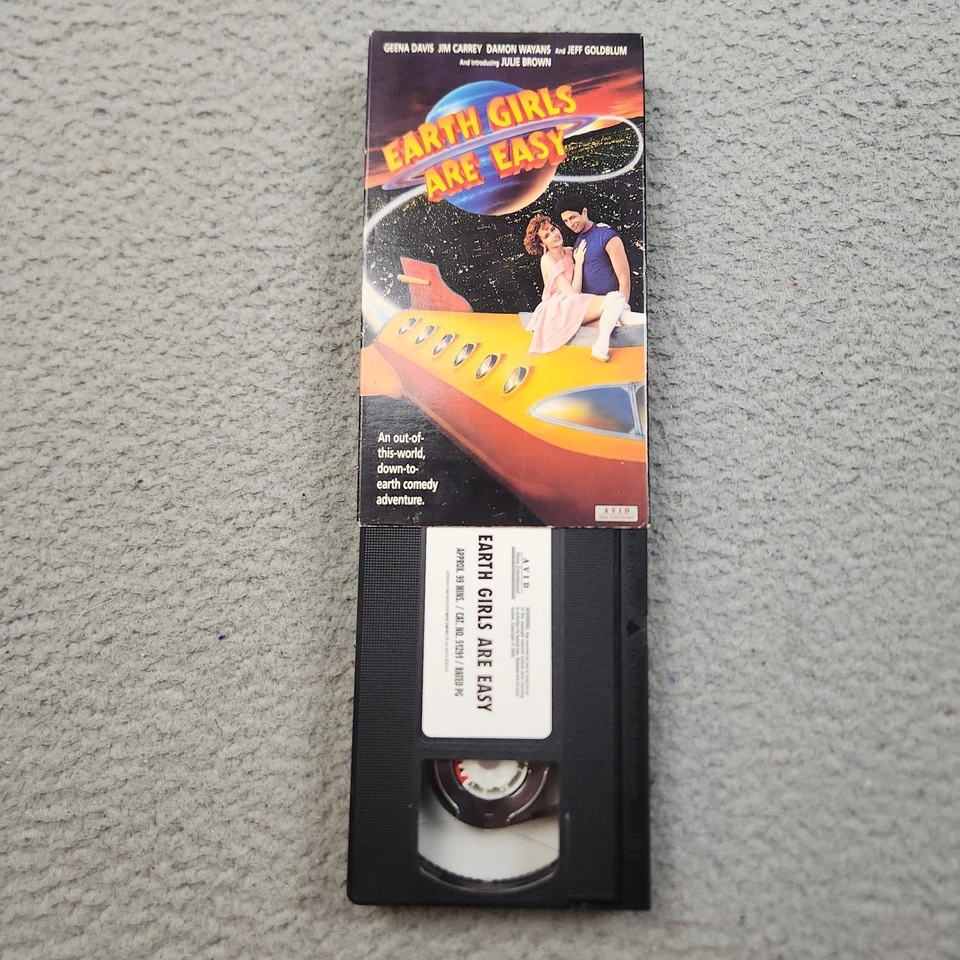 GEENA DAVIS JIM CARREY DAMON WAYANS And JEFF GOLDBLUM
And Introducing JULIE BROWN
EARTH GIRLS
ARE EASY
An out-of-
this-world,
down-to-
earth comedy
adventure.
AVID
AVID
EARTH GIRLS ARE EASY
APPROX. 99 MINS. / CAT. NO. 51291 / RATED PG